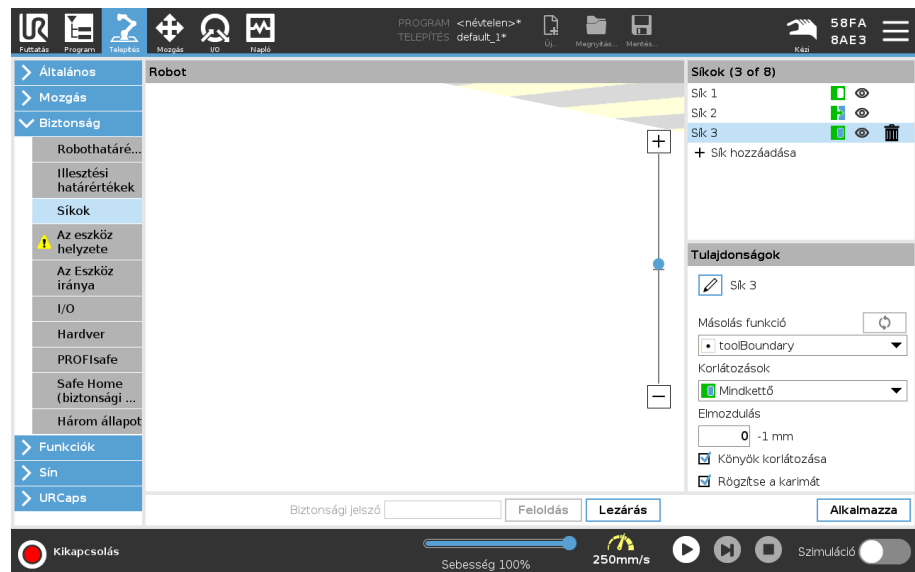 UR
PROGRAM <névtelen>*
TELEPÍTÉS default_1*
58FA
8AE3
Futtatás
Program
Telepítés
Mozgás
I/O
Napló
Új...
Megnyitás...
Mentés...
Kézi
Általános
Mozgás
Biztonság
Robothatáré...
Illesztési
határértékek
Síkok
Az eszköz
helyzete
Az Eszköz
iránya
I/O
Hardver
PROFIsafe
Safe Home
(biztonsági ...
Három állapot
Funkciók
Sín
URCaps
Robot
Síkok (3 of 8)
Sík 1
Sík 2
Sík 3
+ Sík hozzáadása
Tulajdonságok
Sík 3
Másolás funkció
toolBoundary
Korlátozások
Mindkettő
Elmozdulás
0 -1 mm
Könyök korlátozása
Rögzítse a karimát
Biztonsági jelszó Feloldás Lezárás
Alkalmazza
Kikapcsolás
Sebesség 100%
250mm/s
Szimuláció